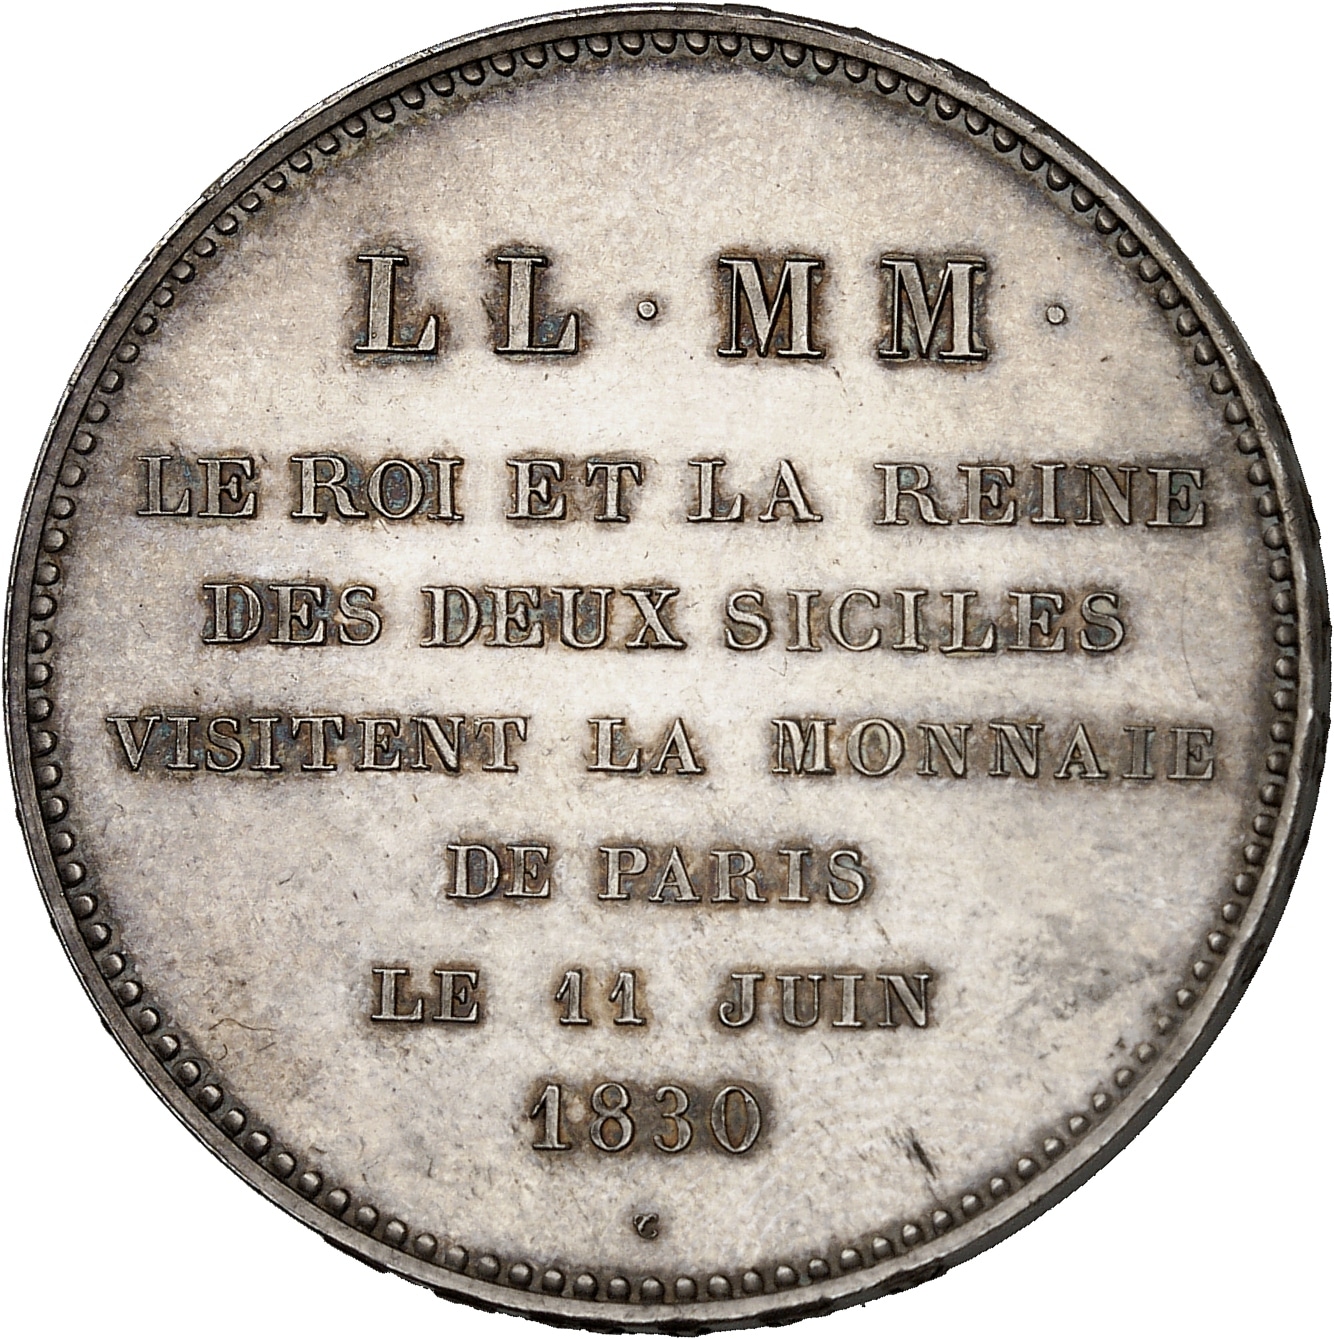 LL · MM ·
LE ROI ET LA REINE
DES DEUX SICILES
VISITENT LA MONNAIE
DE PARIS
LE 11 JUIN
1830